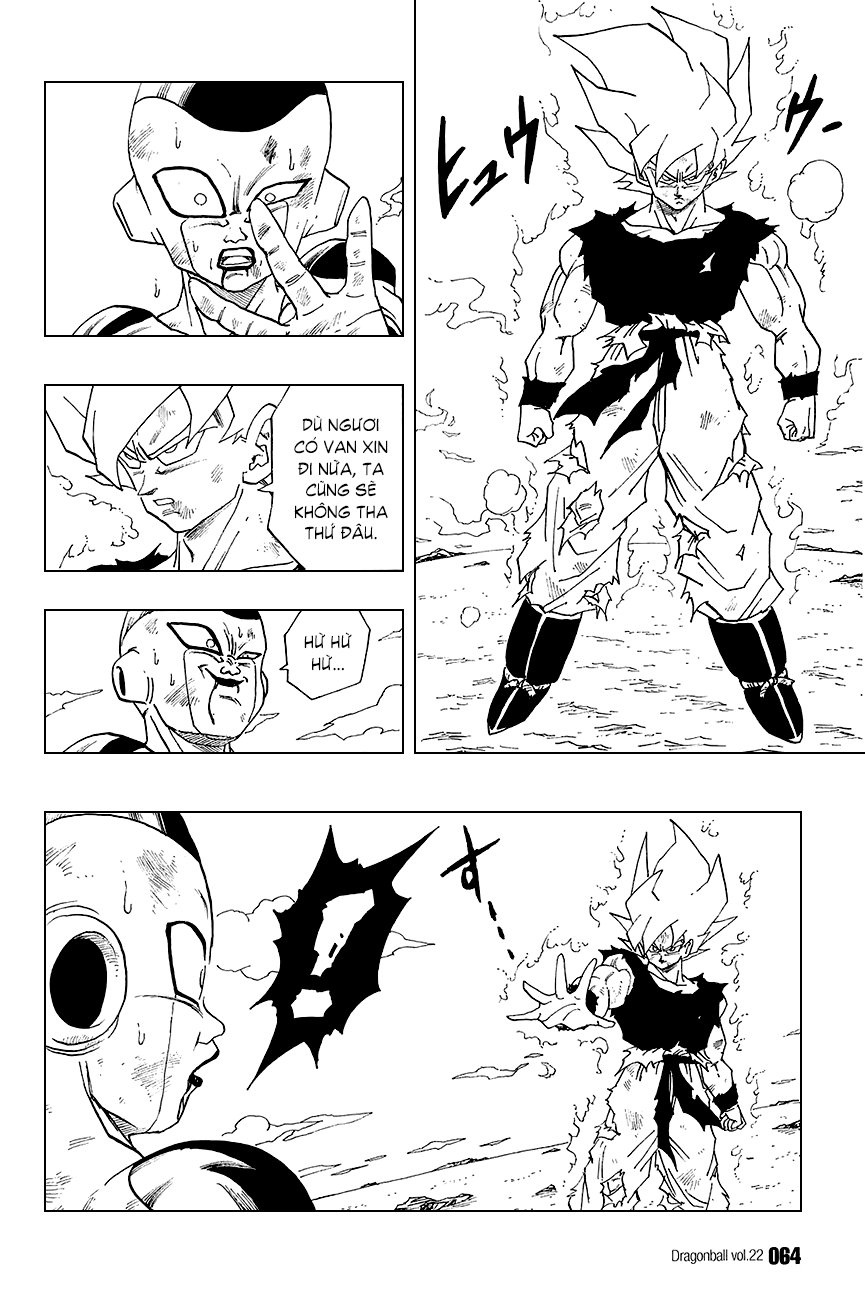 ヒュウ
ウ-
DÙ NGƯƠI
CÓ VAN XIN
ĐI NỮA, TA
CŨNG SẼ
KHÔNG THA
THỨ ĐÂU.
HỪ HỪ
HỪ...
!
す...
Dragonball vol.22 064